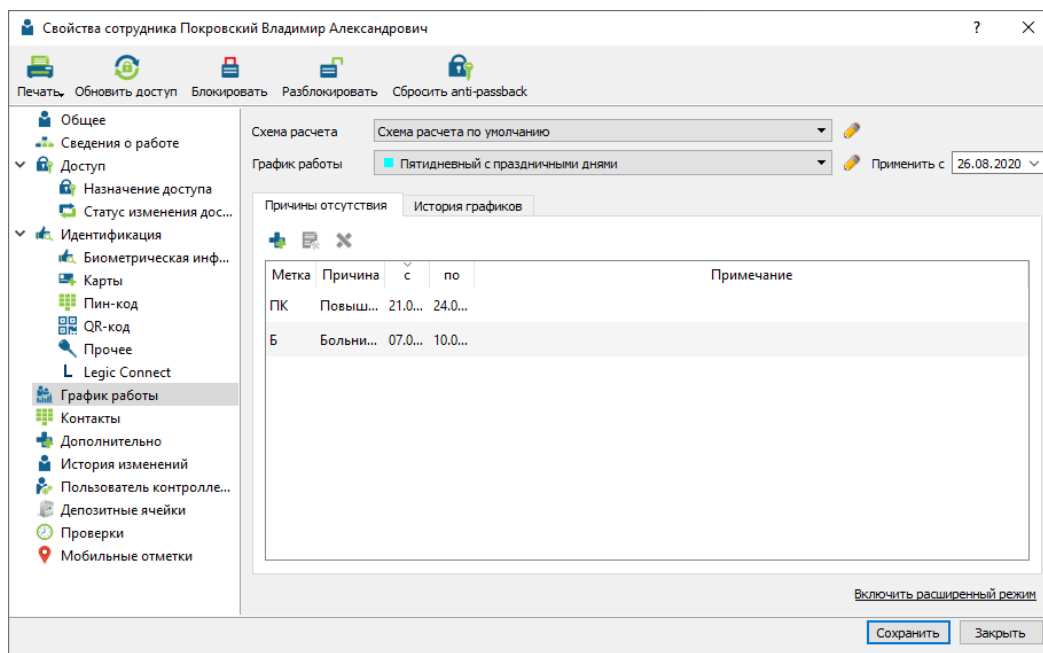 Свойства сотрудника Покровский Владимир Александрович ?
Печать Обновить доступ Блокировать Разблокировать Сбросить anti-passback
Общее
Сведения о работе
Доступ
Назначение доступа
Статус изменения дос...
Идентификация
Биометрическая инф...
Карты
Пин-код
QR-код
Прочее
Legic Connect
График работы
Контакты
Дополнительно
История изменений
Пользователь контролле...
Депозитные ячейки
Проверки
Мобильные отметки
Схема расчета Схема расчета по умолчанию
График работы Пятидневный с праздничными днями Применить с 26.08.2020
Причины отсутствия История графиков
Метка Причина с по Примечание
ПК Повыш... 21.0... 24.0...
Б Больни... 07.0... 10.0...
Включить расширенный режим
Сохранить Закрыть